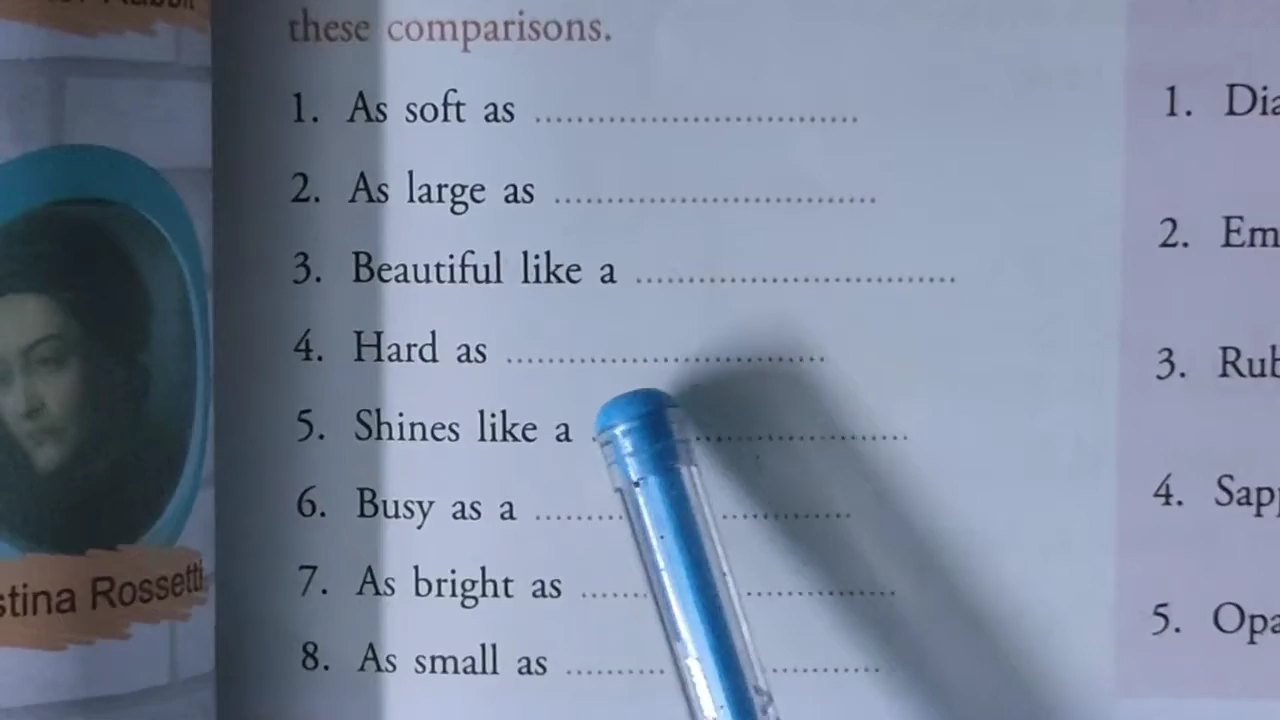 these comparisons.
1. As soft as ..............................
2. As large as ..............................
3. Beautiful like a ..............................
4. Hard as ..............................
5. Shines like a ..............................
6. Busy as a ..............................
7. As bright as ..............................
8. As small as ..............................
stina Rossetti
1. Dia
2. Em
3. Rub
4. Sapp
5. Opa